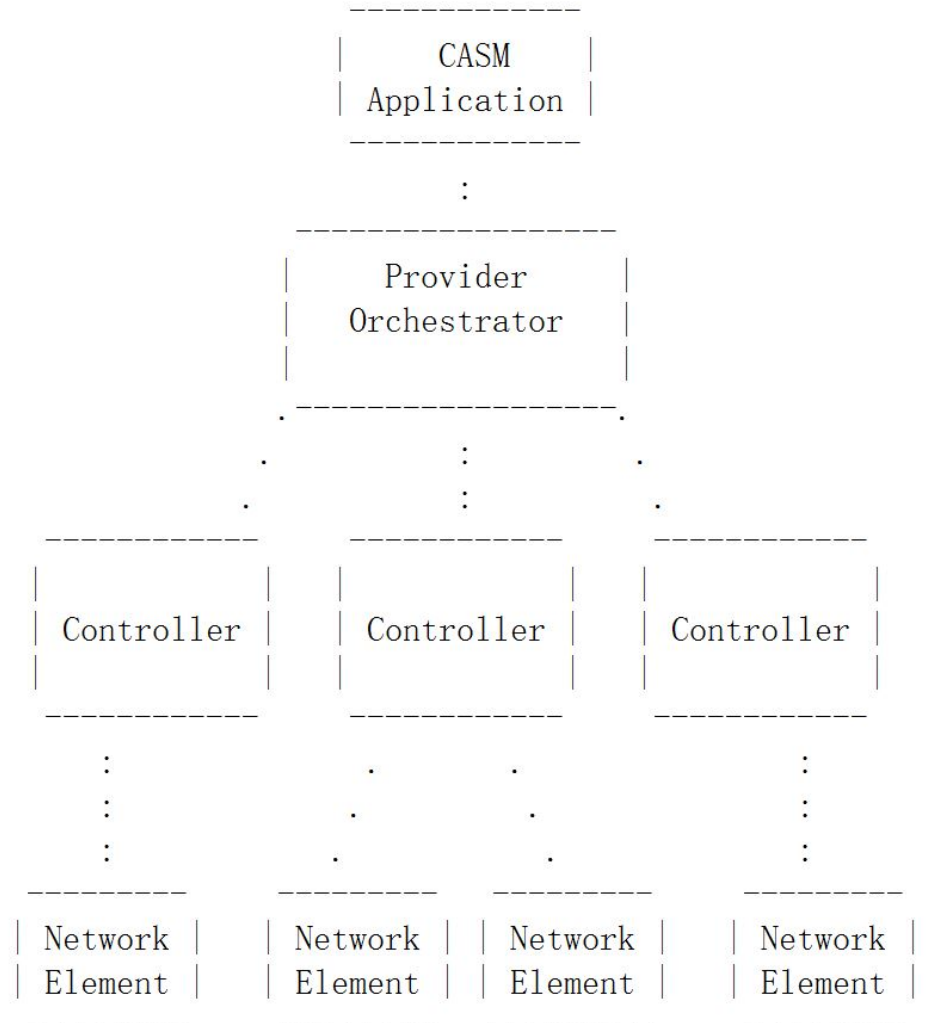 CASM
Application
Provider
Orchestrator
Controller Controller Controller
Network Network Network Network
Element Element Element Element